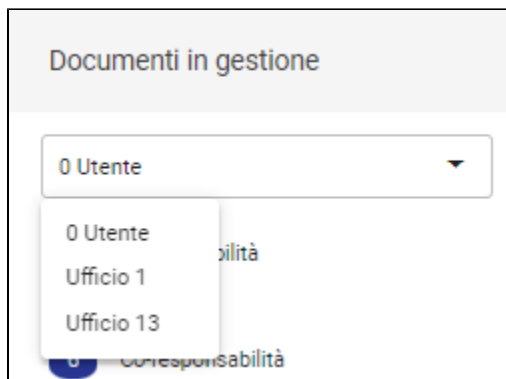 Documenti in gestione
0 Utente
0 Utente
Ufficio 1
bilità
Ufficio 13
Co-responsabilità